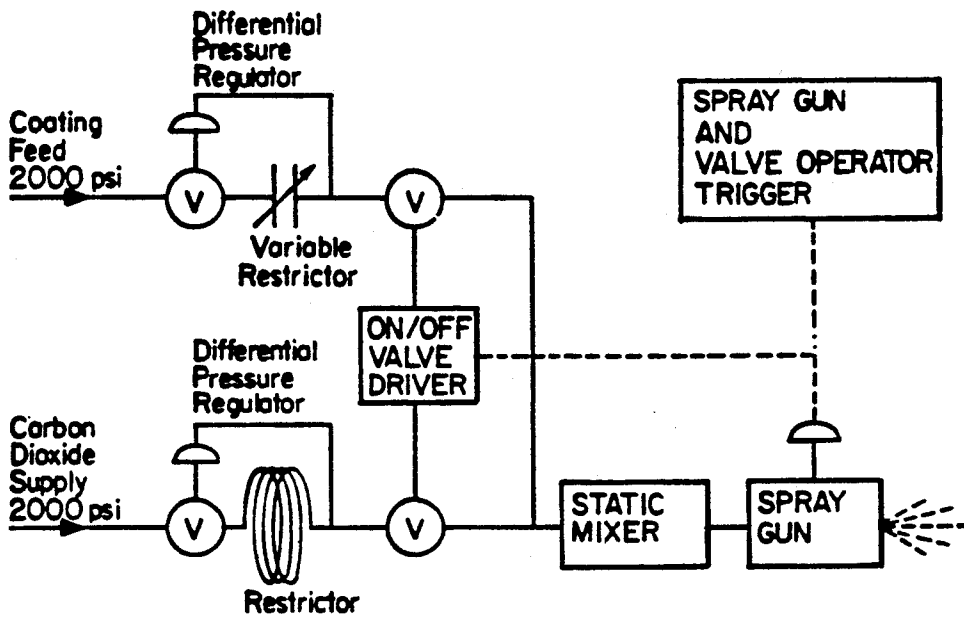 Differential
Pressure
Regulator
Coating
Feed
2000 psi
V
V
Variable
Restrictor
SPRAY GUN
AND
VALVE OPERATOR
TRIGGER
ON/OFF
VALVE
DRIVER
Differential
Pressure
Regulator
Carbon
Dioxide
Supply
2000 psi
V
V
Restrictor
STATIC
MIXER
SPRAY
GUN